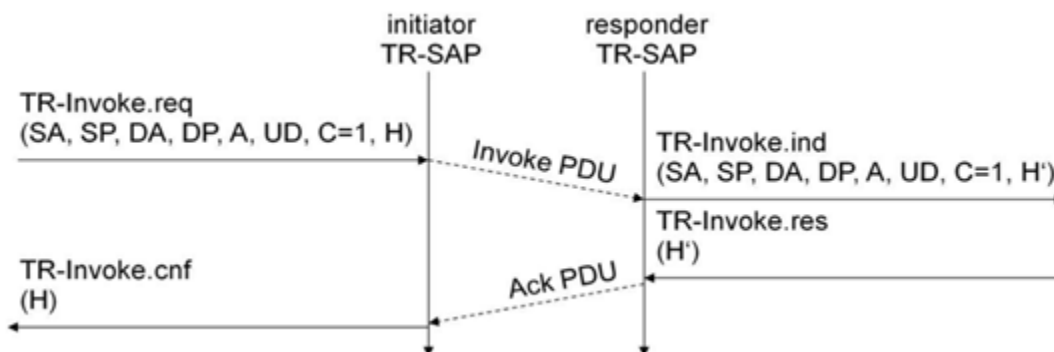 initiator
TR-SAP
responder
TR-SAP
TR-Invoke.req
(SA, SP, DA, DP, A, UD, C=1, H)
Invoke PDU
TR-Invoke.ind
(SA, SP, DA, DP, A, UD, C=1, H‘)
TR-Invoke.res
(H‘)
TR-Invoke.cnf
(H)
Ack PDU